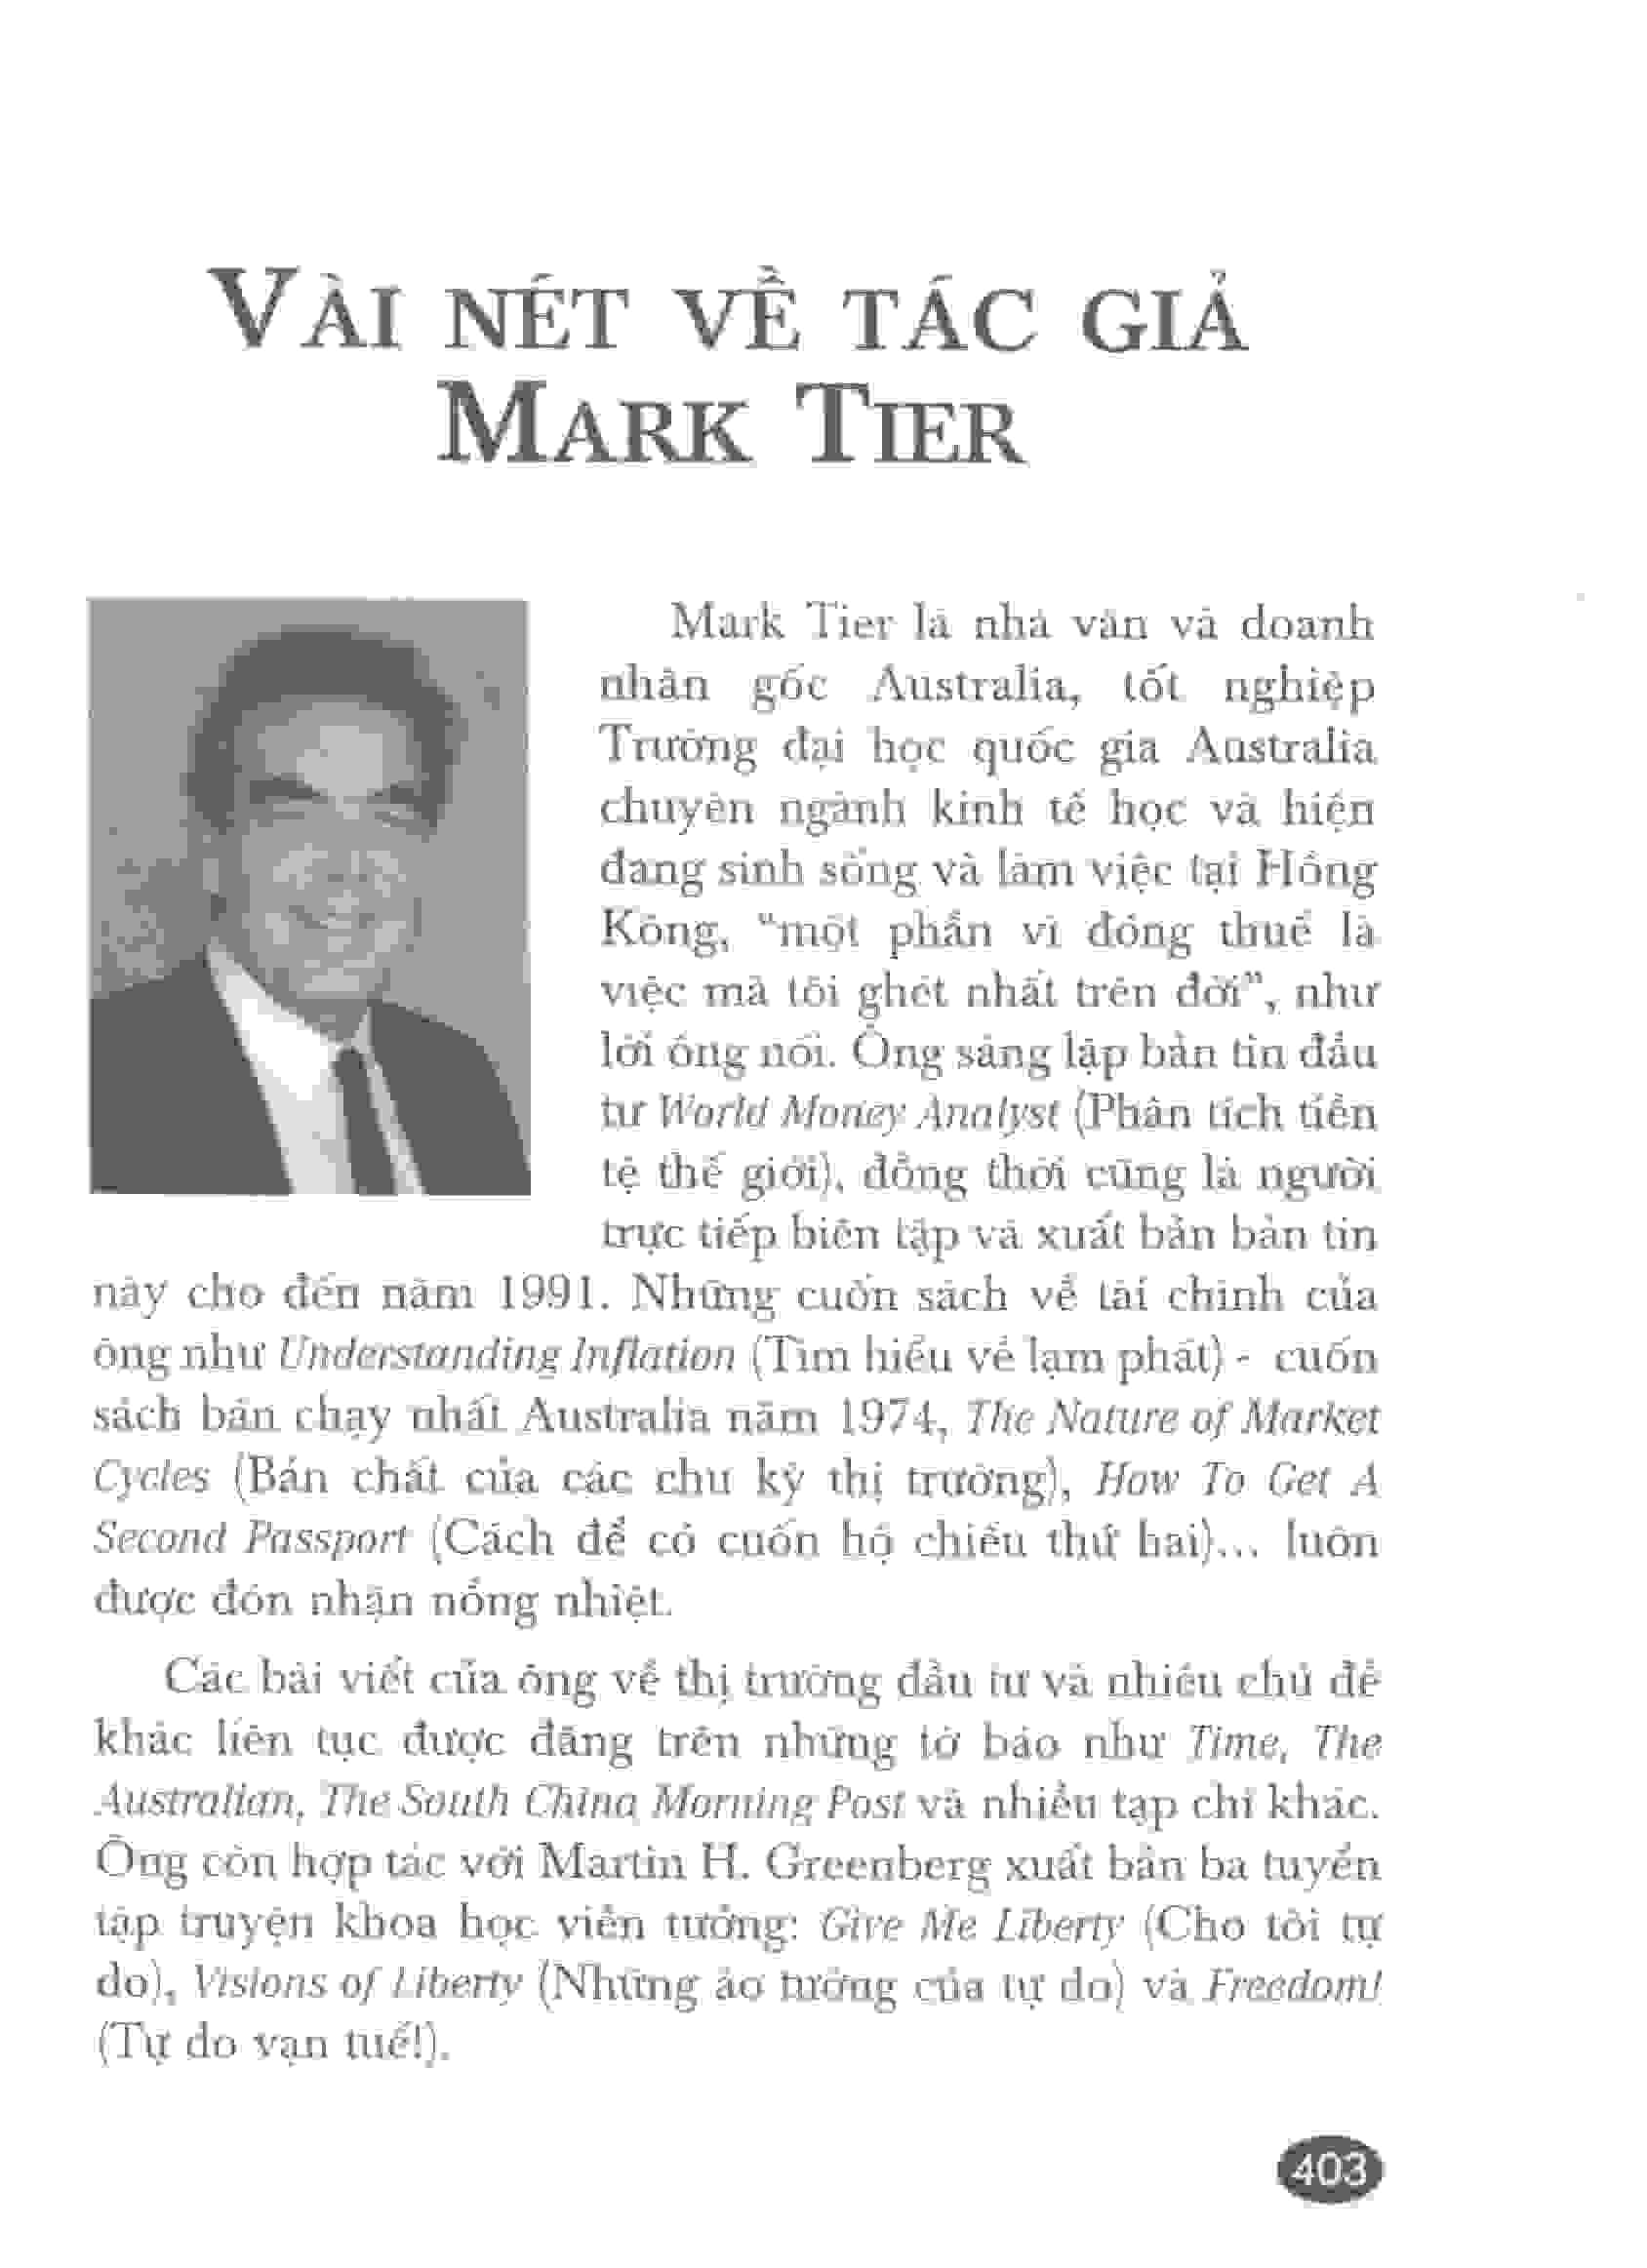 VÀI NÉT VỀ TÁC GIẢ
MARK TIER
Mark Tier là nhà văn và doanh
nhân gốc Australia, tốt nghiệp
Trường đại học quốc gia Australia
chuyên ngành kinh tế học và hiện
đang sinh sống và làm việc tại Hồng
Kông, “một phần vì đóng thuế là
việc mà tôi ghét nhất trên đời”, như
lời ông nói. Ông sáng lập bản tin đầu
tư World Money Analyst (Phân tích tiền
tệ thế giới), đồng thời cũng là người
trực tiếp biên tập và xuất bản bản tin
này cho đến năm 1991. Những cuốn sách về tài chính của
ông như Understanding Inflation (Tìm hiểu về lạm phát) - cuốn
sách bán chạy nhất Australia năm 1974, The Nature of Market
Cycles (Bản chất của các chu kỳ thị trường), How To Get A
Second Passport (Cách để có cuốn hộ chiếu thứ hai)... luôn
được đón nhận nồng nhiệt.
Các bài viết của ông về thị trường đầu tư và nhiều chủ đề
khác liên tục được đăng trên những tờ báo như Time, The
Australian, The South China Morning Post và nhiều tạp chí khác.
Ông còn hợp tác với Martin H. Greenberg xuất bản ba tuyển
tập truyện khoa học viễn tưởng: Give Me Liberty (Cho tôi tự
do), Visions of Liberty (Những ảo tưởng của tự do) và Freedom!
(Tự do vạn tuế!).
403